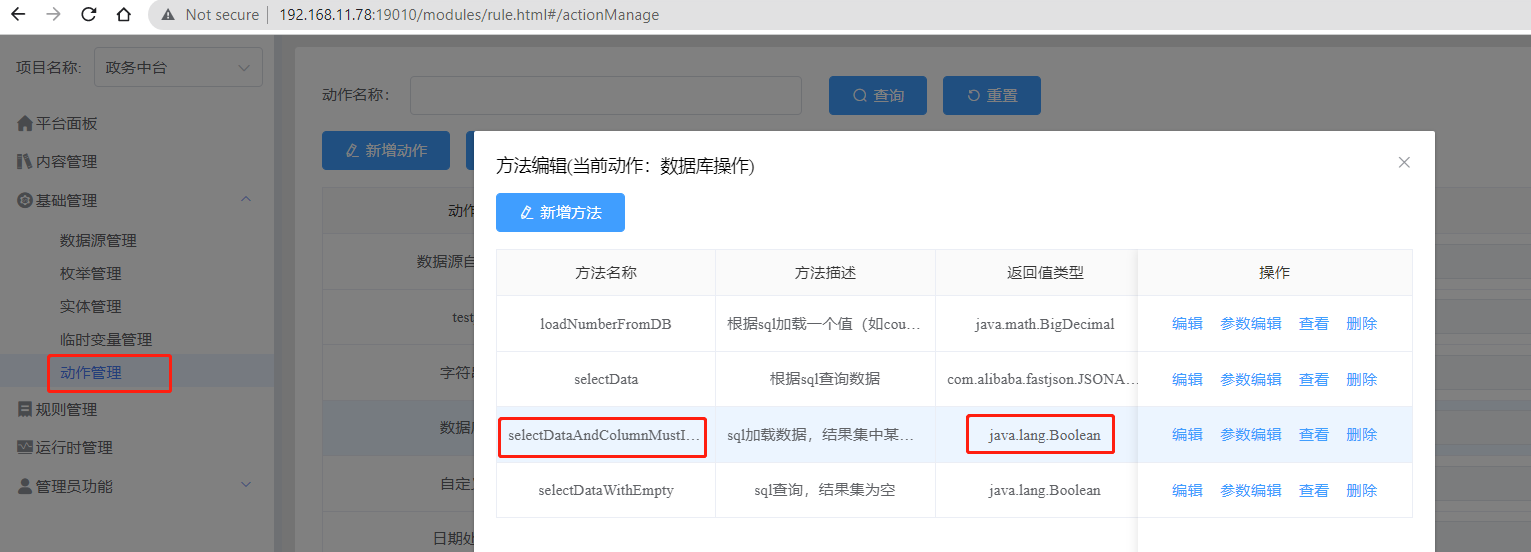 Not secure 192.168.11.78:19010/modules/rule.html#/actionManage
项目名称: 政务中台
平台面板
内容管理
基础管理
数据源管理
枚举管理
实体管理
临时变量管理
动作管理
规则管理
运行时管理
管理员功能
动作名称: 查询 重置
新增动作
动作
数据源自
test
字符串
数据库
自定义
日期处
方法编辑(当前动作：数据库操作)
新增方法
方法名称 方法描述 返回值类型 操作
loadNumberFromDB 根据sql加载一个值（如cou... java.math.BigDecimal 编辑 参数编辑 查看 删除
selectData 根据sql查询数据 com.alibaba.fastjson.JSONA... 编辑 参数编辑 查看 删除
selectDataAndColumnMustI... sql加载数据，结果集中某... java.lang.Boolean 编辑 参数编辑 查看 删除
selectDataWithEmpty sql查询，结果集为空 java.lang.Boolean 编辑 参数编辑 查看 删除